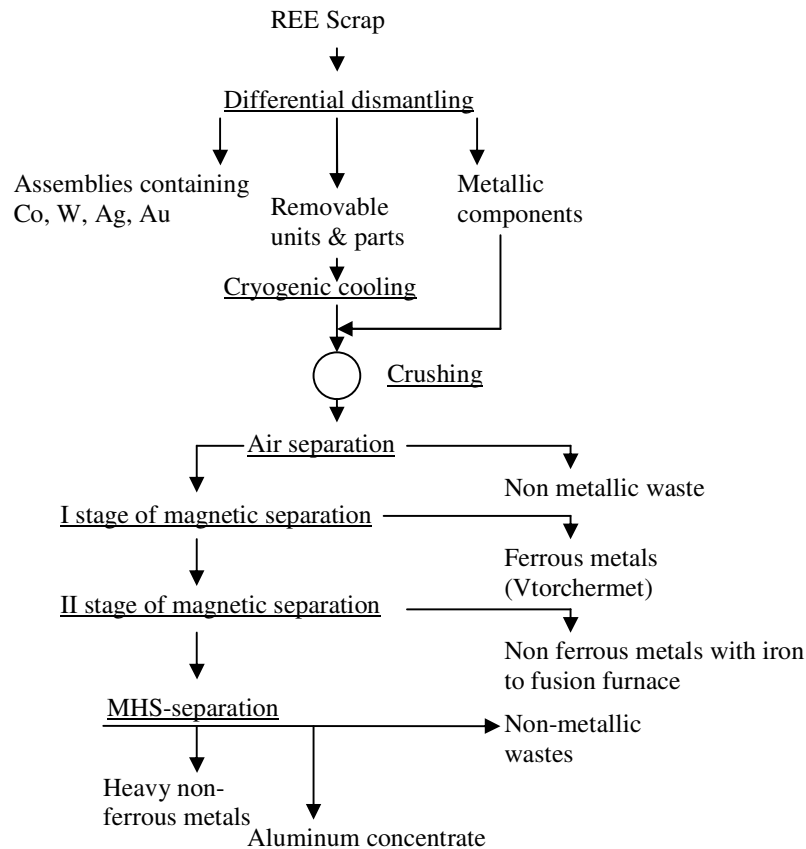 REE Scrap
Differential dismantling
Assemblies containing
Co, W, Ag, Au
Removable
units & parts
Metallic
components
Cryogenic cooling
Crushing
Air separation
Non metallic waste
I stage of magnetic separation
Ferrous metals
(Vtorchermet)
II stage of magnetic separation
Non ferrous metals with iron
to fusion furnace
MHS-separation
Non-metallic
wastes
Heavy non-
ferrous metals
Aluminum concentrate